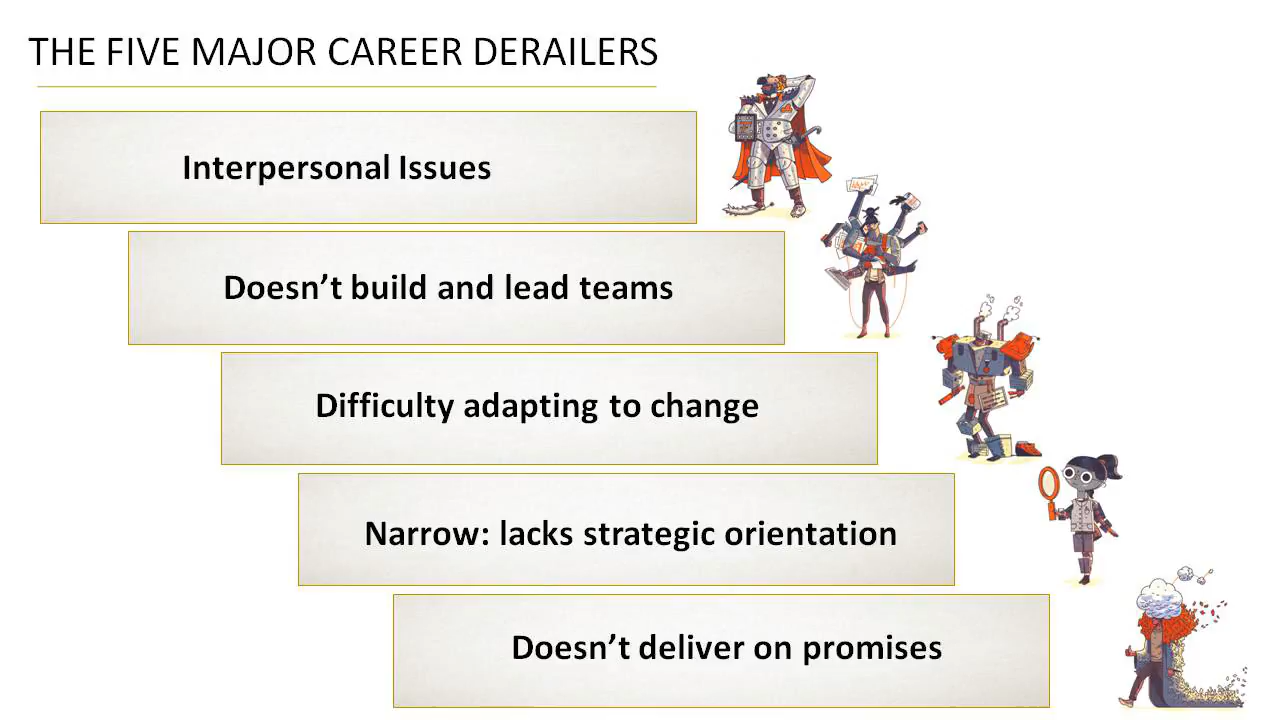 THE FIVE MAJOR CAREER DERAILERS
Interpersonal Issues
Doesn’t build and lead teams
Difficulty adapting to change
Narrow: lacks strategic orientation
Doesn’t deliver on promises